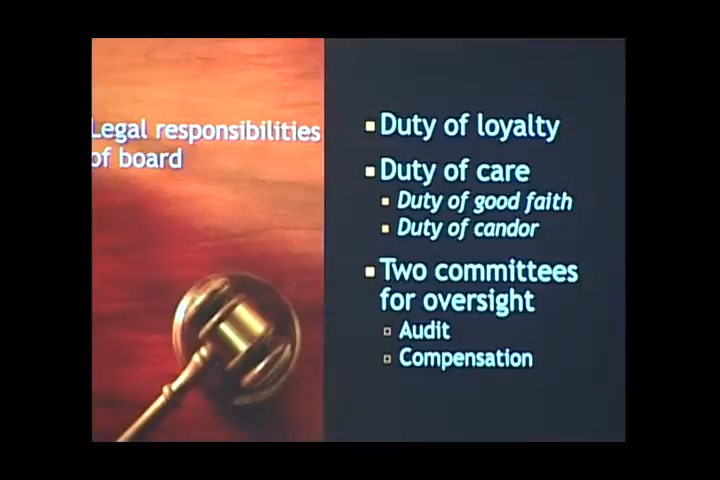 Legal responsibilities
of board
Duty of loyalty
Duty of care
Duty of good faith
Duty of candor
Two committees
for oversight
Audit
Compensation